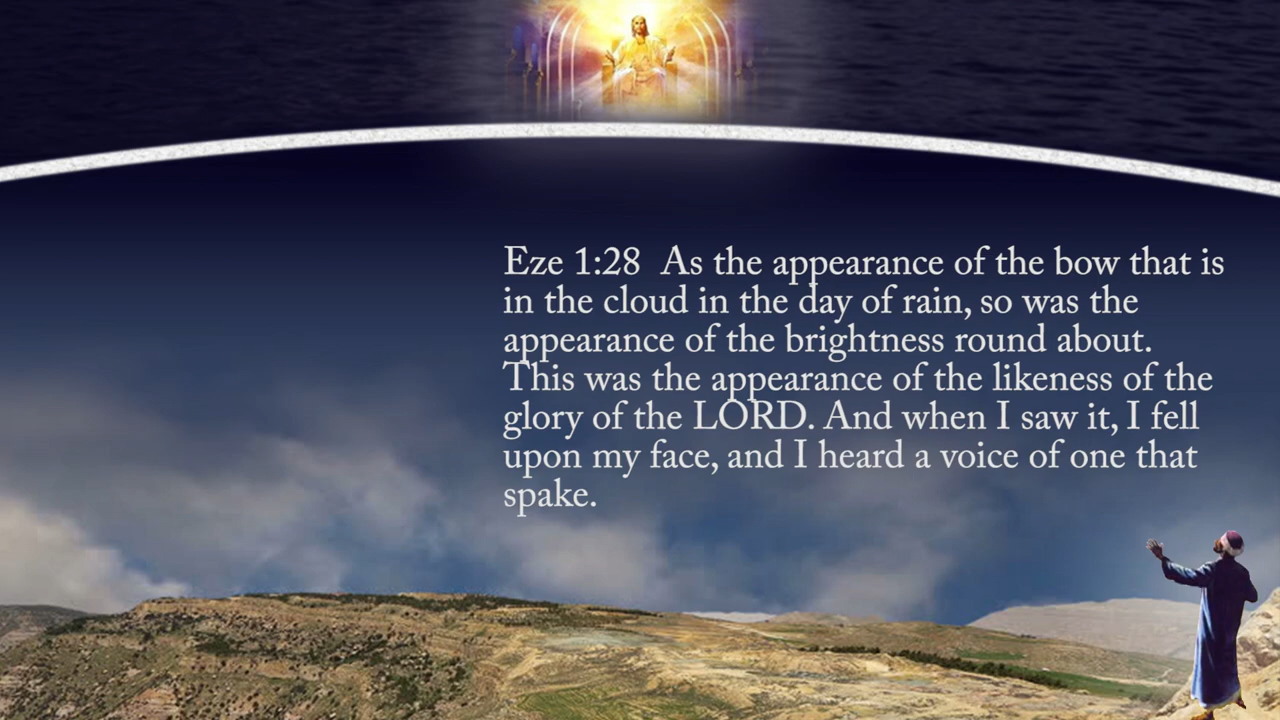 Eze 1:28  As the appearance of the bow that is
in the cloud in the day of rain, so was the
appearance of the brightness round about.
This was the appearance of the likeness of the
glory of the LORD. And when I saw it, I fell
upon my face, and I heard a voice of one that
spake.